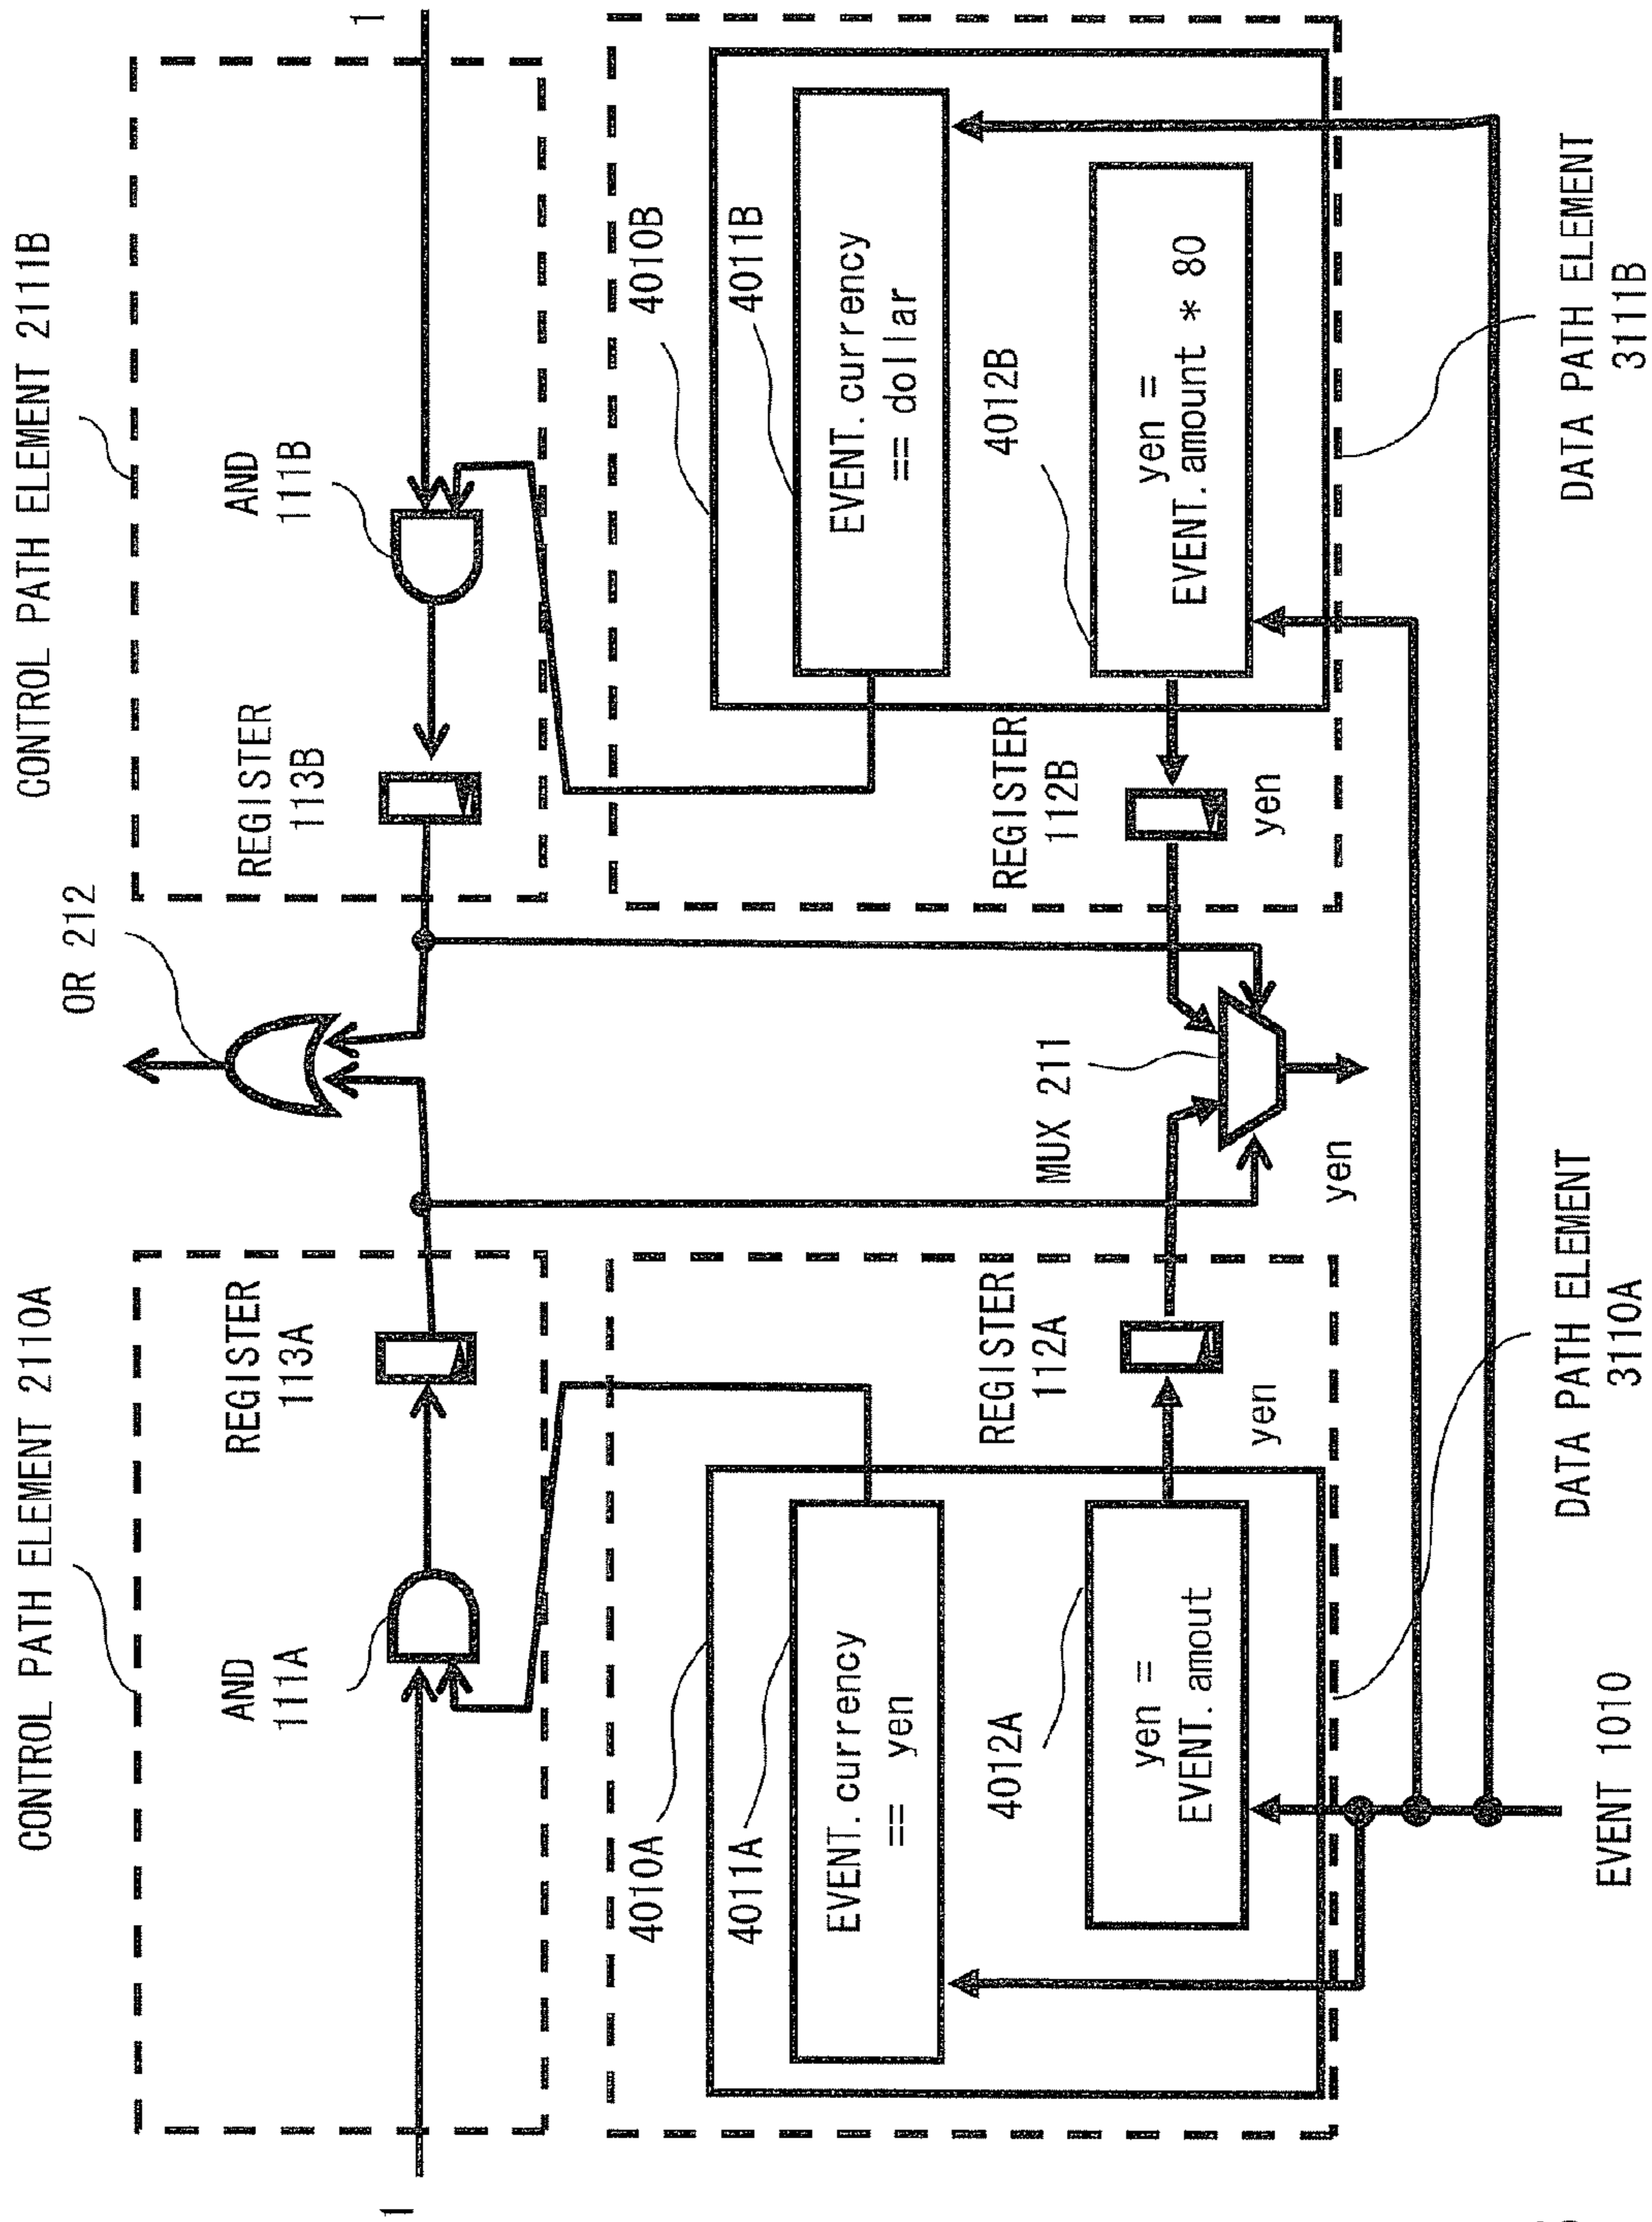 CONTROL PATH ELEMENT 2110A
CONTROL PATH ELEMENT 2111B
OR 212
AND
111A
REGISTER
113A
REGISTER
113B
AND
111B
1
1
4010A
4011A
EVENT.currency
== yen
4012A
yen =
EVENT.amout
REGISTER
112A
yen
MUX 211
yen
REGISTER
112B
yen
4010B
4011B
EVENT.currency
== dollar
4012B
yen =
EVENT.amount * 80
EVENT 1010
DATA PATH ELEMENT
3110A
DATA PATH ELEMENT
3111B